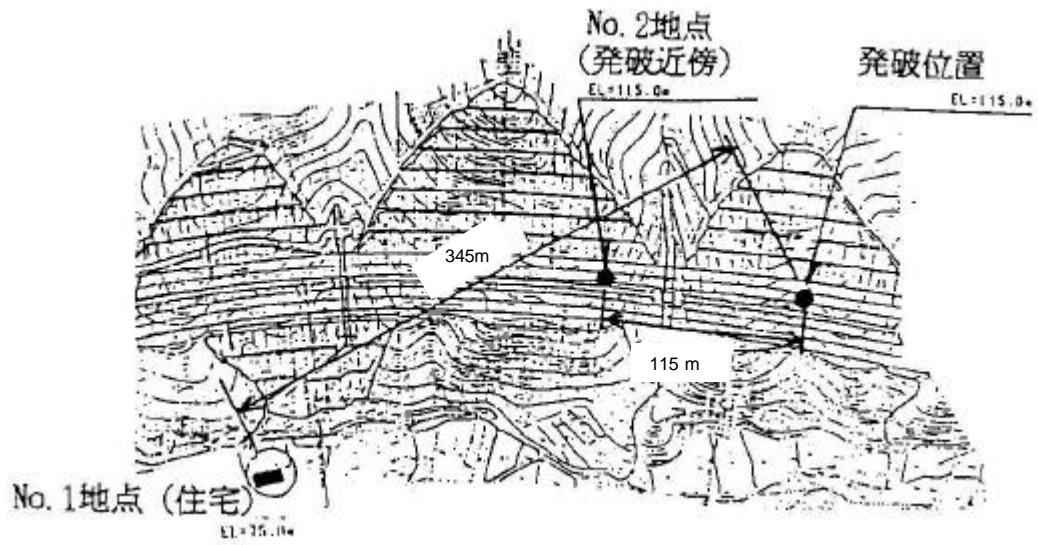 No. 2地点
(発破近傍)
EL=115.0m
発破位置
EL=115.0m
345m
115 m
No. 1地点 (住宅)